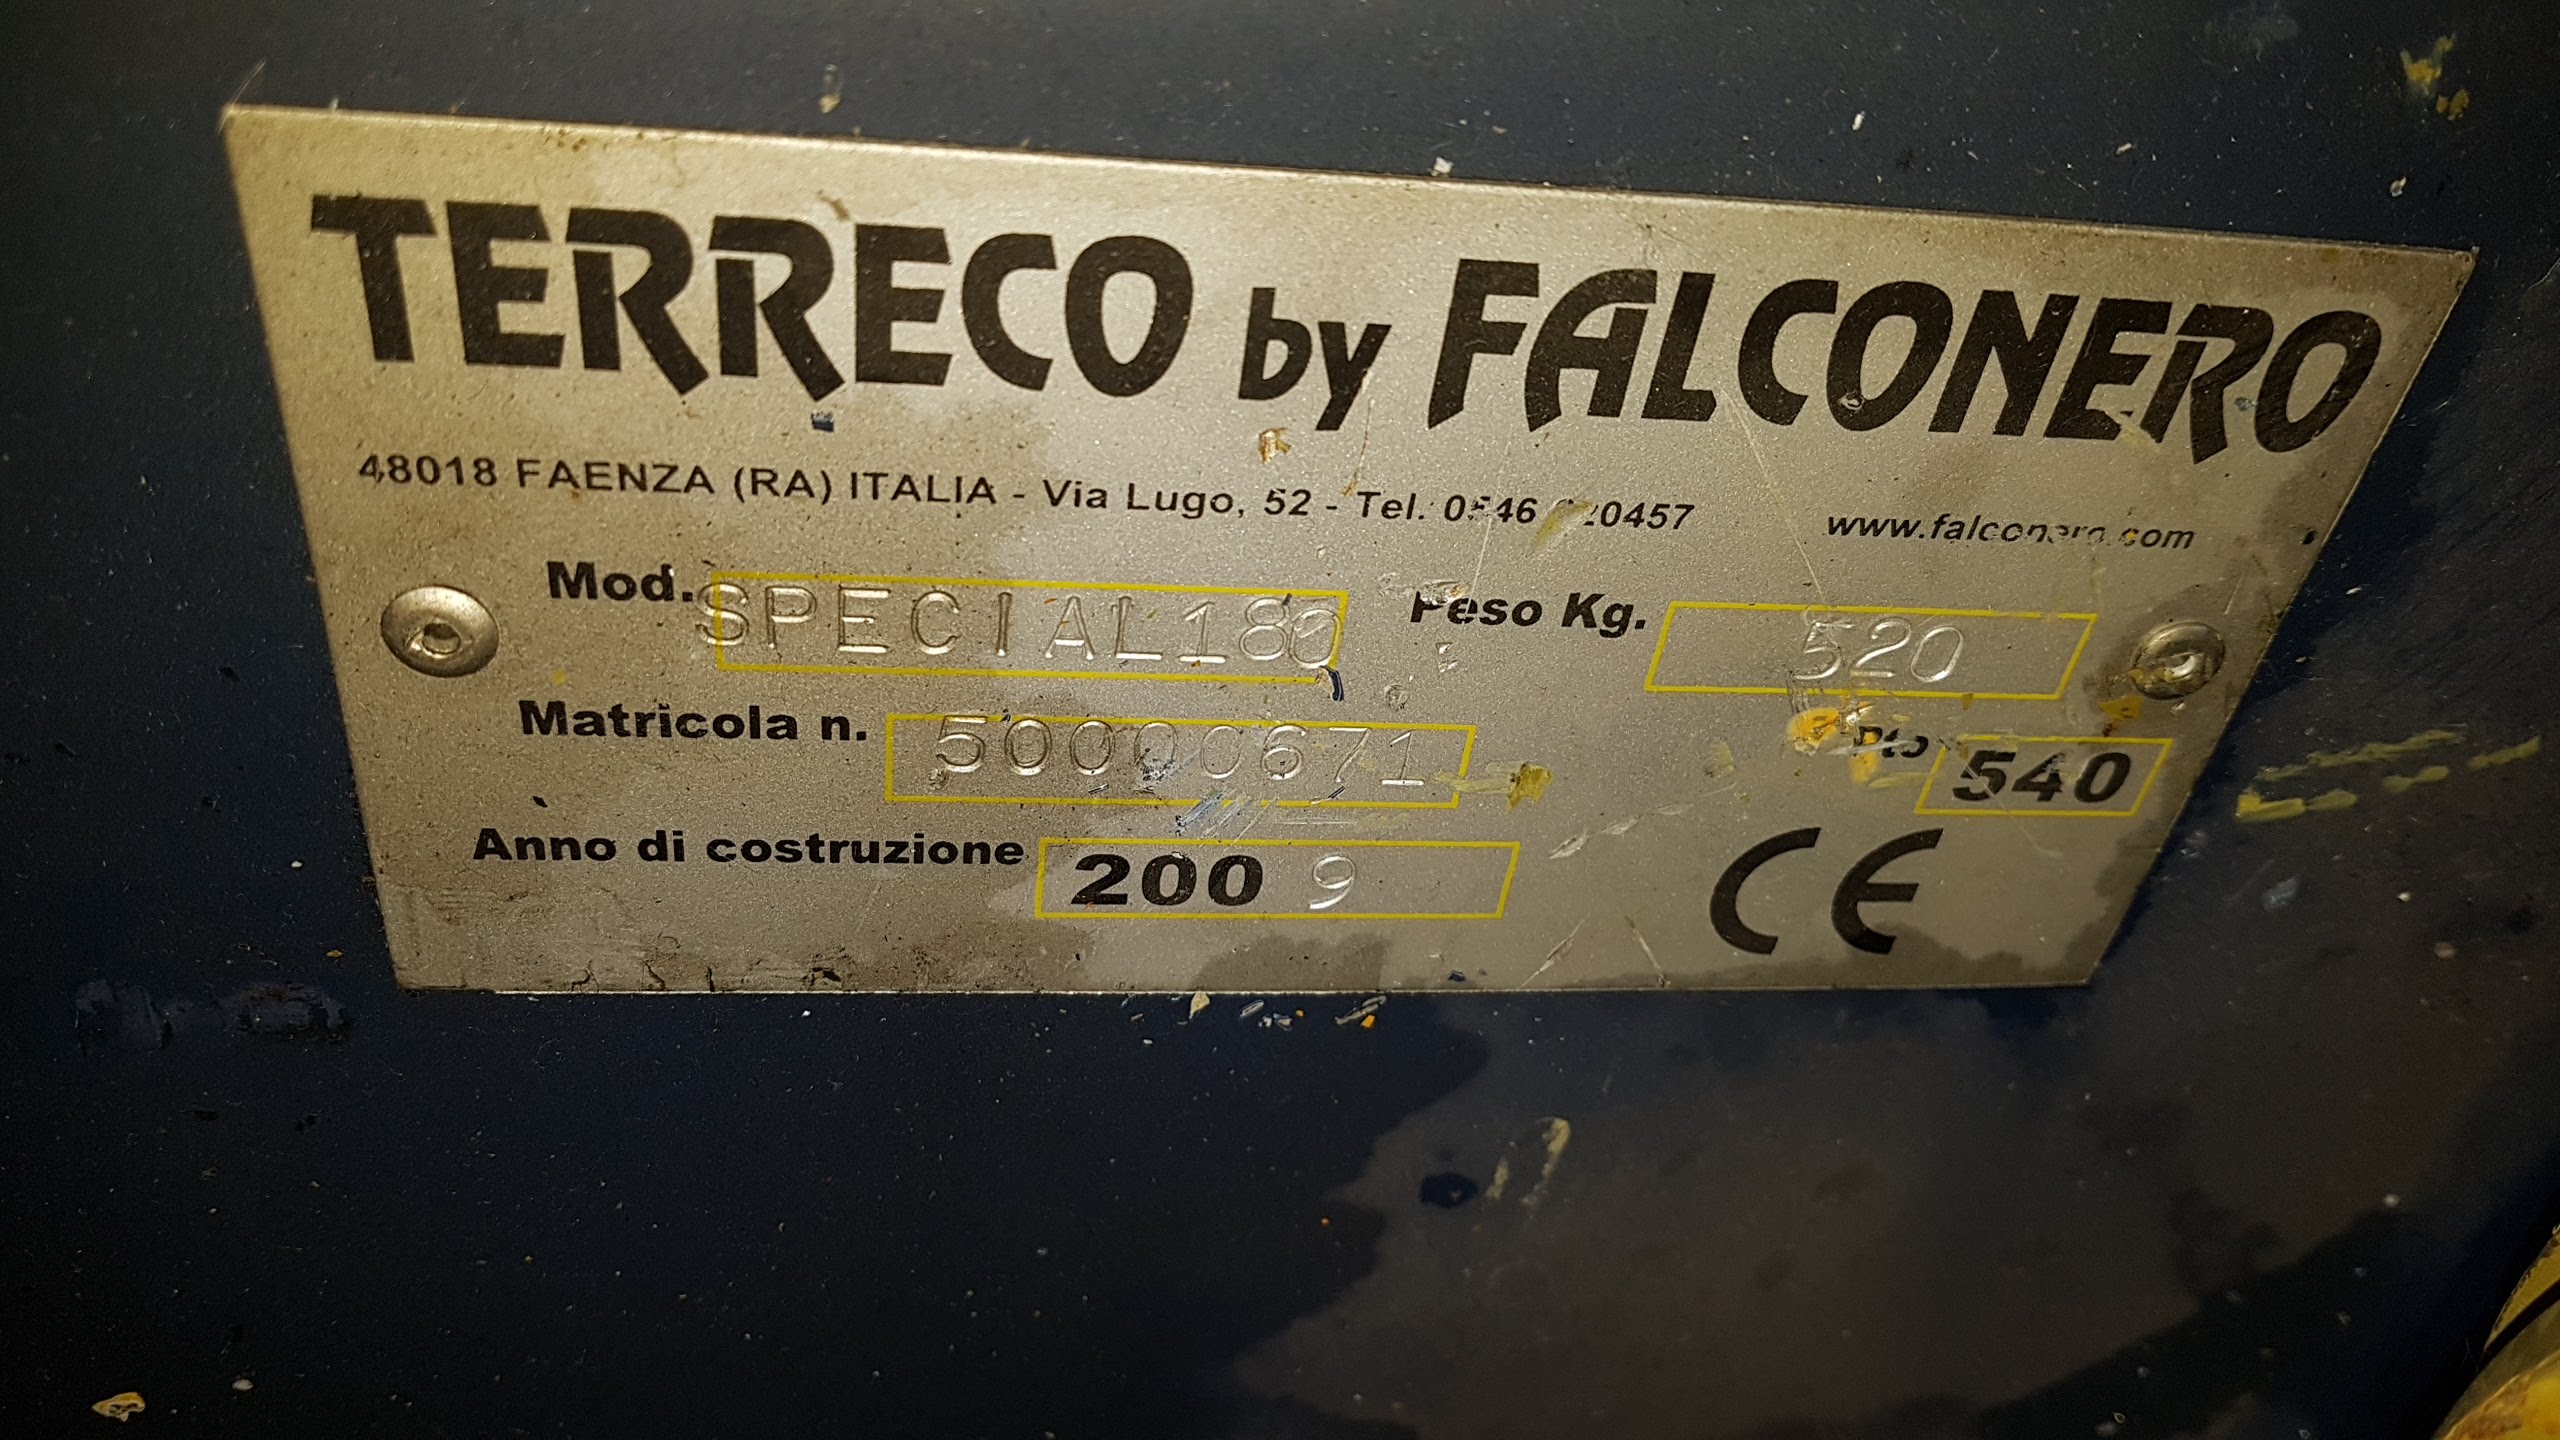 TERRECO by FALCONERO
48018 FAENZA (RA) ITALIA - Via Lugo, 52 - Tel. www.falconero.com
Mod. SPECIAL180 Peso Kg. 520
Matricola n. 50000671 Pto 540
Anno di costruzione 200 9 CE